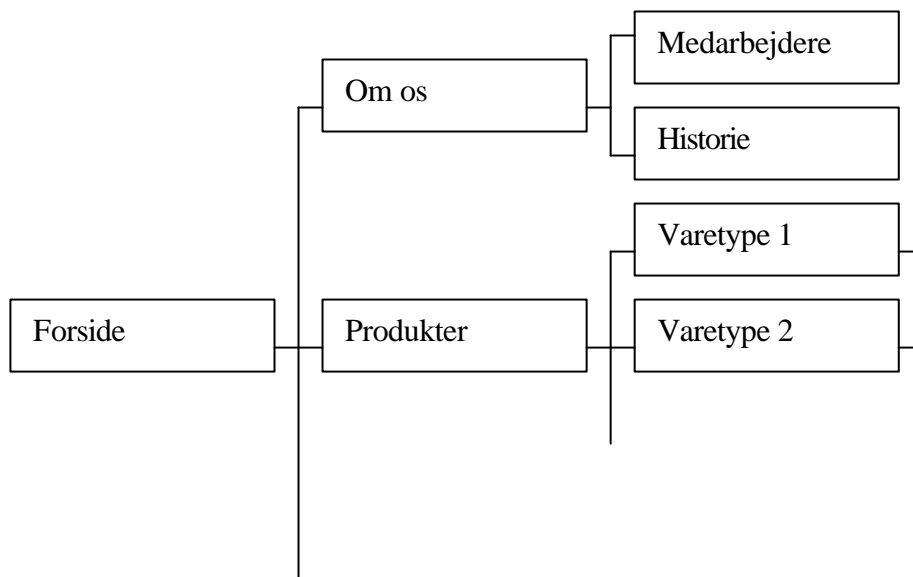 Medarbejdere
Om os
Historie
Varetype 1
Forside
Produkter
Varetype 2